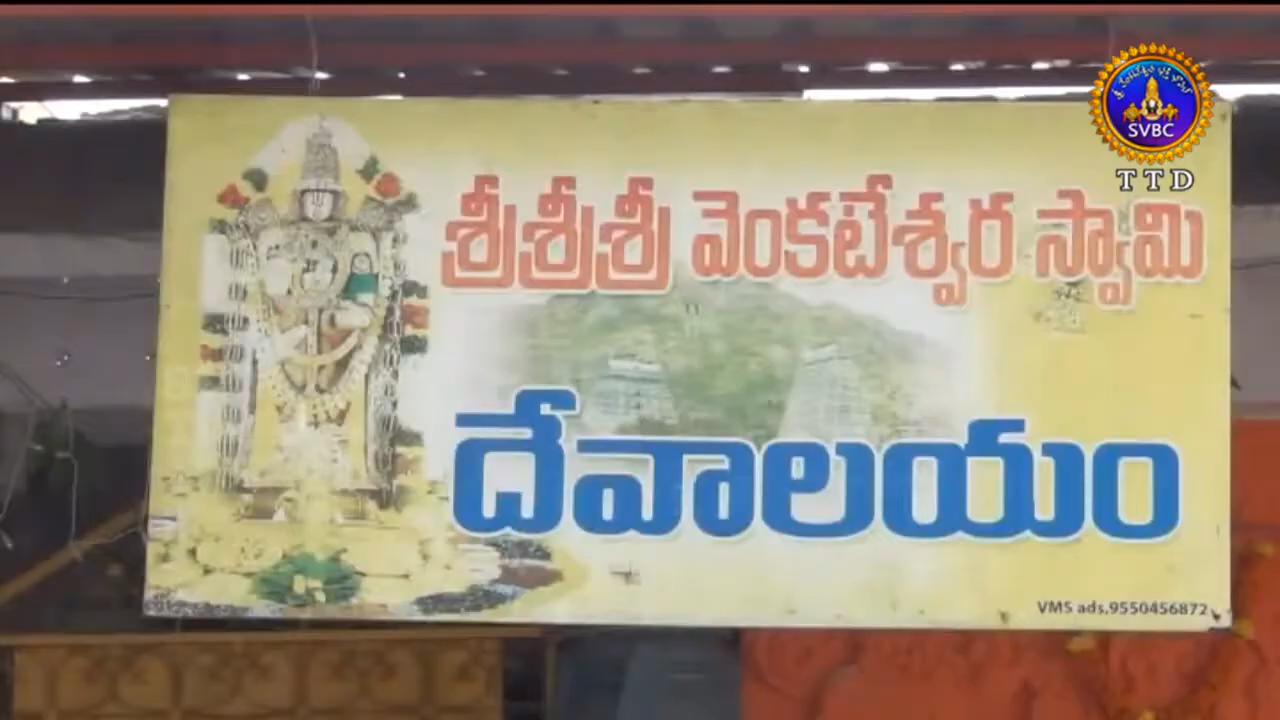 SVBC
TTD
శ్రీశ్రీశ్రీ వెంకటేశ్వర స్వామి
దేవాలయం
VMS ads.9550456872